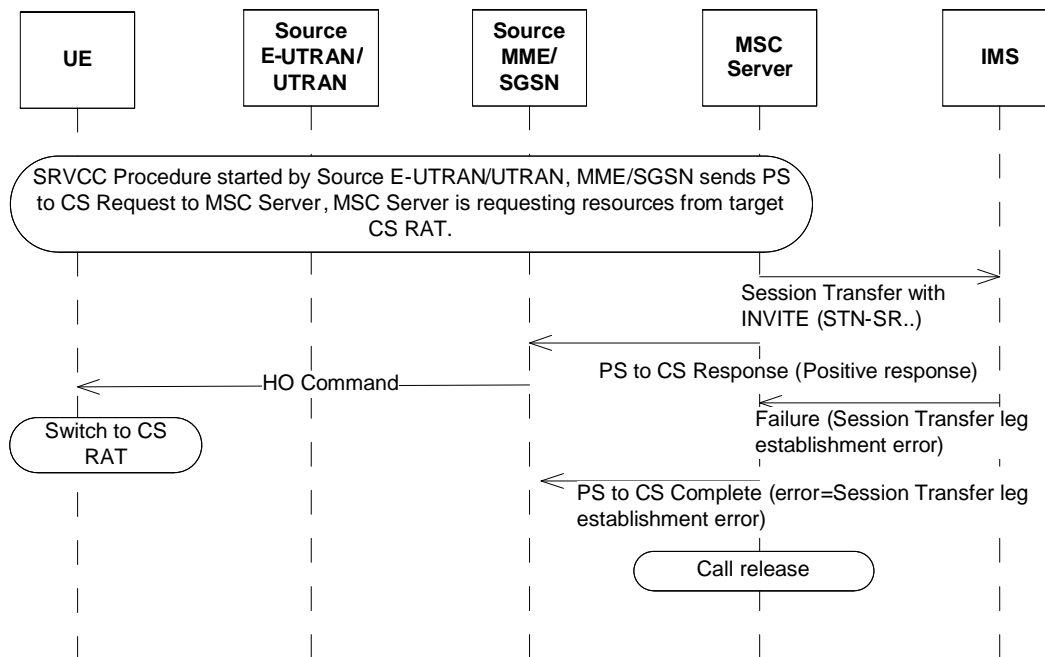 UE
Source
E-UTRAN/
UTRAN
Source
MME/
SGSN
MSC
Server
IMS
SRVCC Procedure started by Source E-UTRAN/UTRAN, MME/SGSN sends PS
to CS Request to MSC Server, MSC Server is requesting resources from target
CS RAT.
Session Transfer with
INVITE (STN-SR..)
PS to CS Response (Positive response)
HO Command
Failure (Session Transfer leg
establishment error)
Switch to CS
RAT
PS to CS Complete (error=Session Transfer leg
establishment error)
Call release